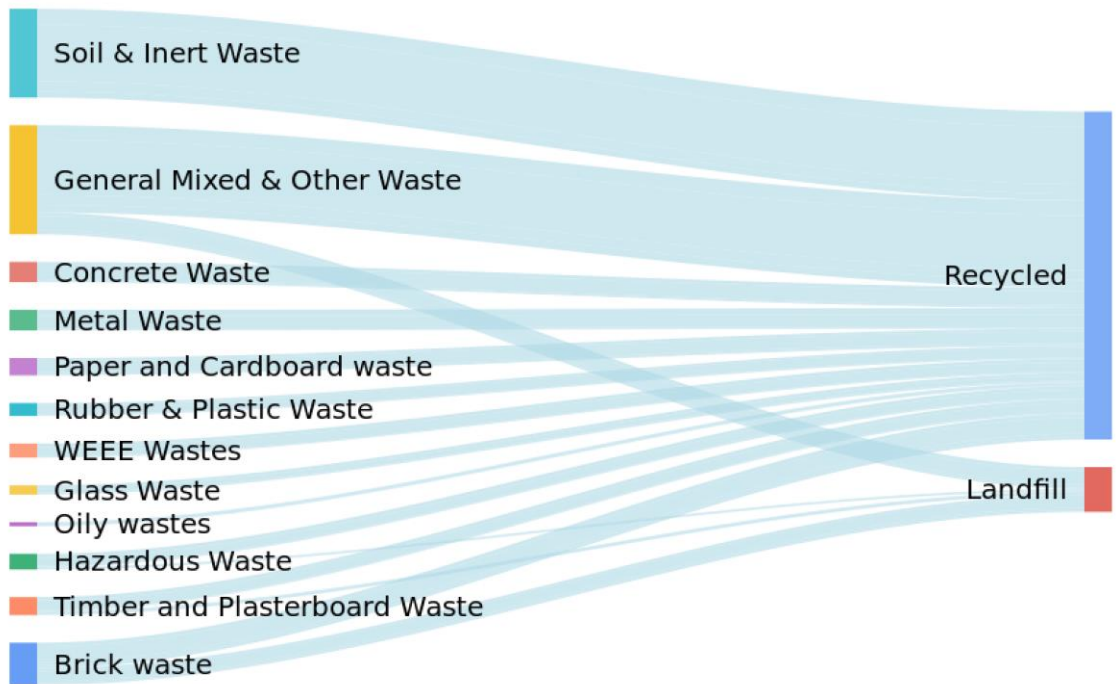 Soil & Inert Waste
General Mixed & Other Waste
Concrete Waste
Metal Waste
Paper and Cardboard waste
Rubber & Plastic Waste
WEEE Wastes
Glass Waste
Oily wastes
Hazardous Waste
Timber and Plasterboard Waste
Brick waste
Recycled
Landfill